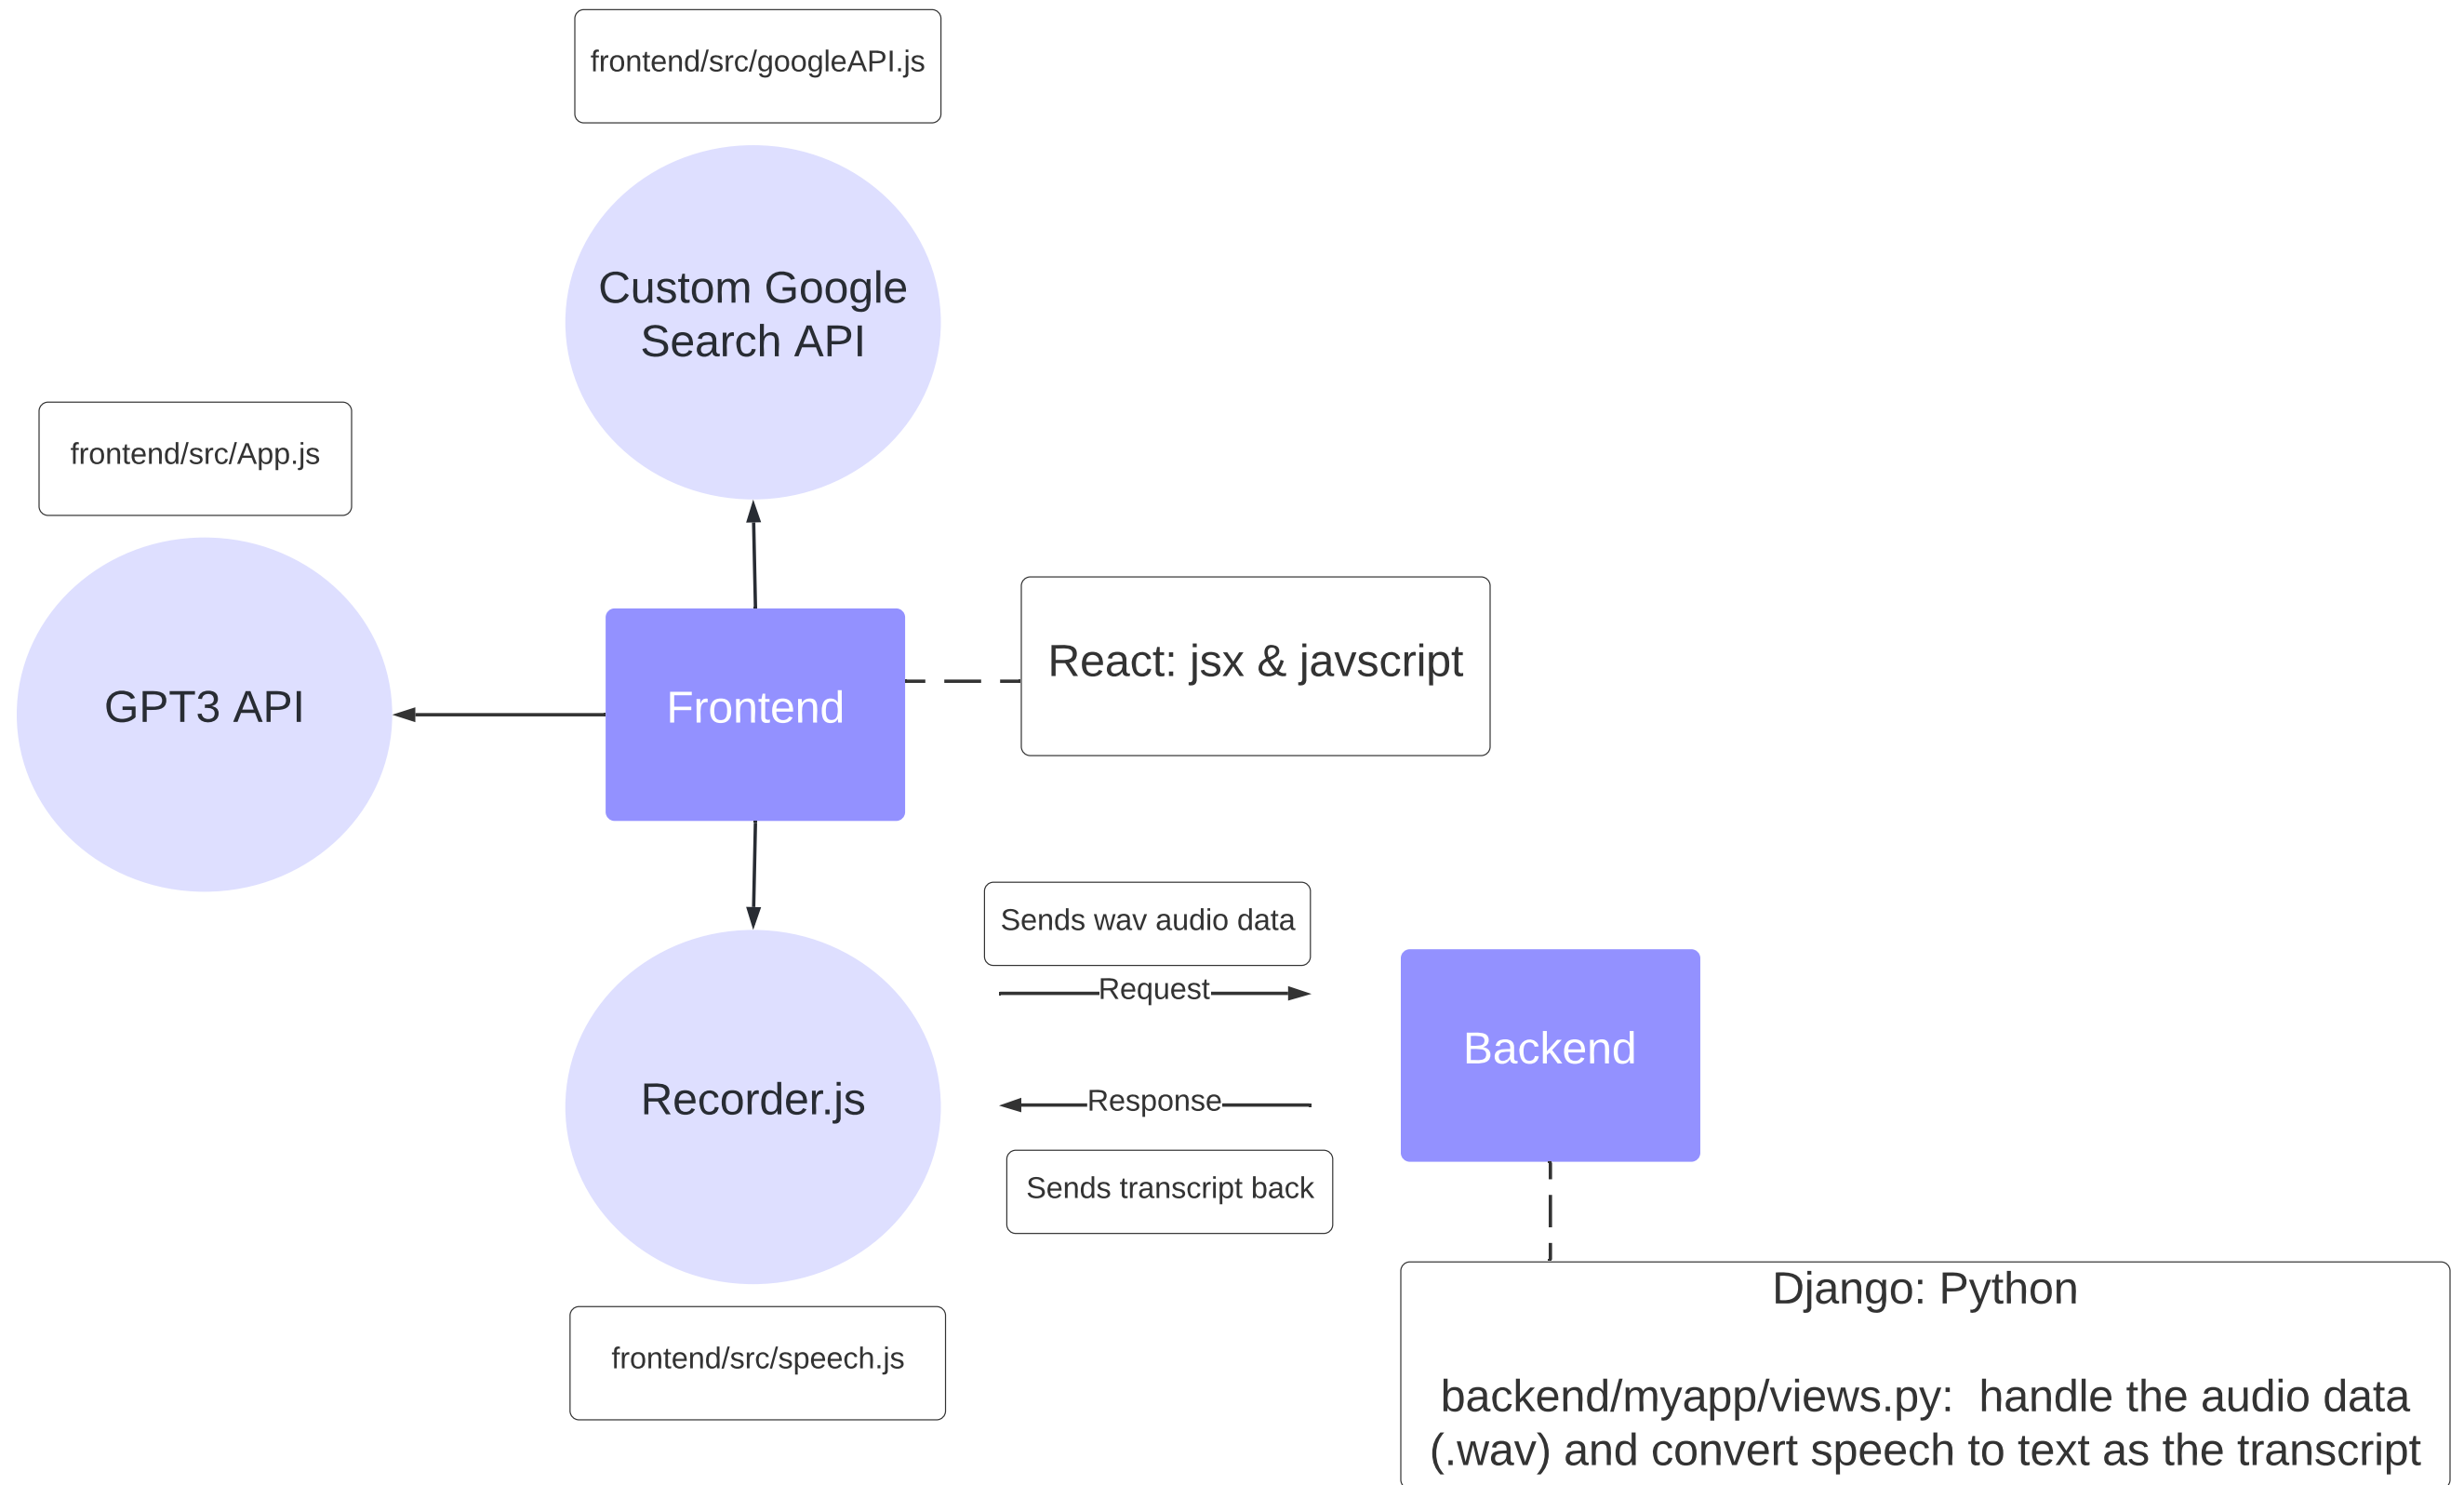 frontend/src/googleAPI.js
Custom Google
Search API
frontend/src/App.js
GPT3 API
Frontend
React: jsx & javscript
Sends wav audio data
Request
Backend
Recorder.js
Response
Sends transcript back
frontend/src/speech.js
Django: Python
backend/myapp/views.py:  handle the audio data
(.wav) and convert speech to text as the transcript